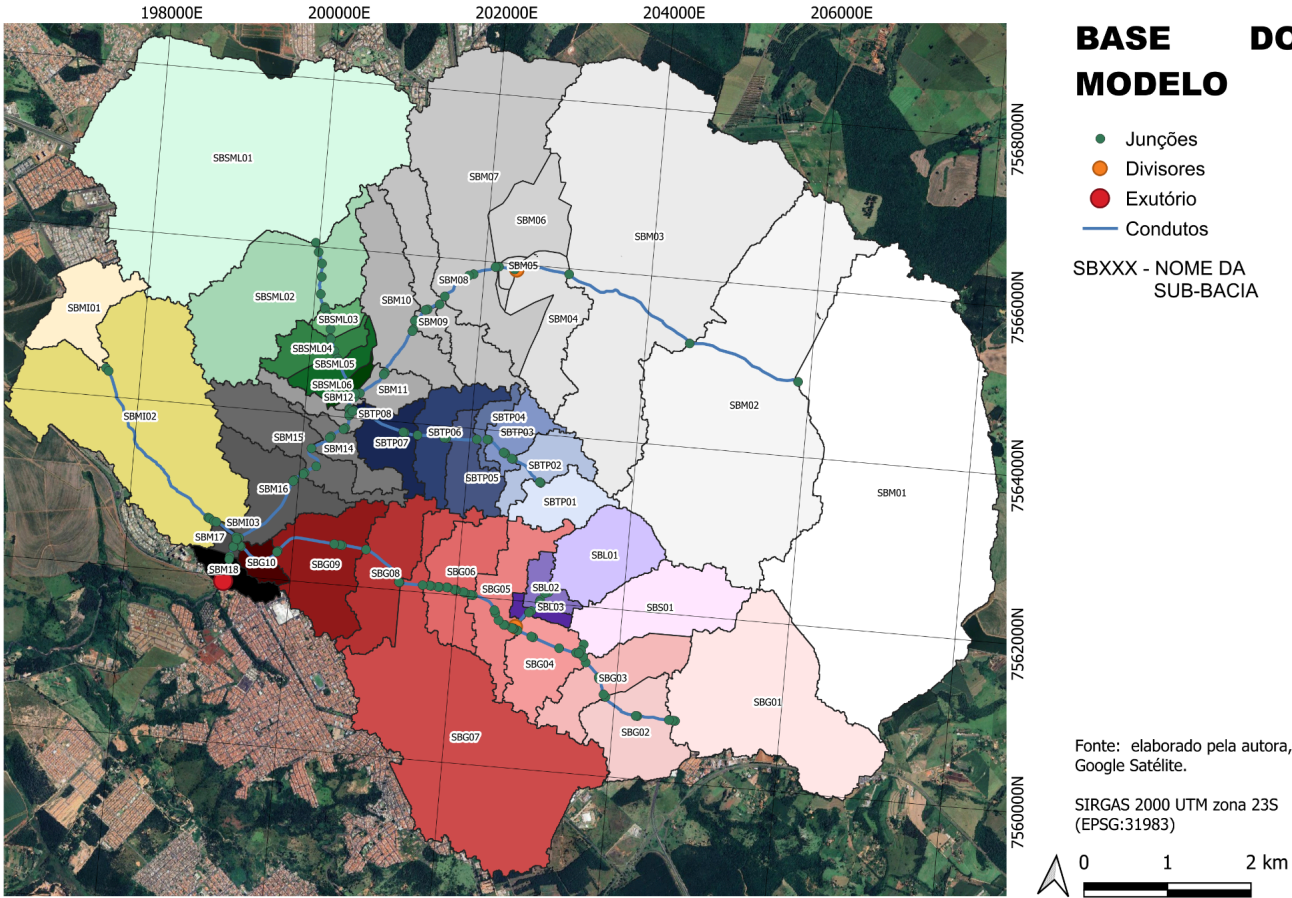 198000E 200000E 202000E 204000E 206000E
BASE DO
MODELO
Junções
Divisores
Exutório
Condutos
SBXXX - NOME DA
SUB-BACIA
7568000N
7566000N
7564000N
7562000N
7560000N
SBSML01
SBM07
SBM06
SBM03
SBM05
SBM08
SBMI01
SBSML02
SBM10
SBSML03
SBM09
SBM04
SBSML04
SBSML05
SBSML06
SBM11
SBM12
SBM02
SBMI02
SBTP08
SBTP04
SBTP03
SBM15
SBM14
SBTP07
SBTP06
SBTP02
SBTP05
SBM16
SBM01
SBTP01
SBMI03
SBM17
SBL01
SBG10
SBG09
SBM18
SBG08
SBG06
SBG05
SBL02
SBL03
SBS01
SBG04
SBG03
SBG01
SBG02
SBG07
Fonte: elaborado pela autora,
Google Satélite.
SIRGAS 2000 UTM zona 23S
(EPSG:31983)
0 1 2 km